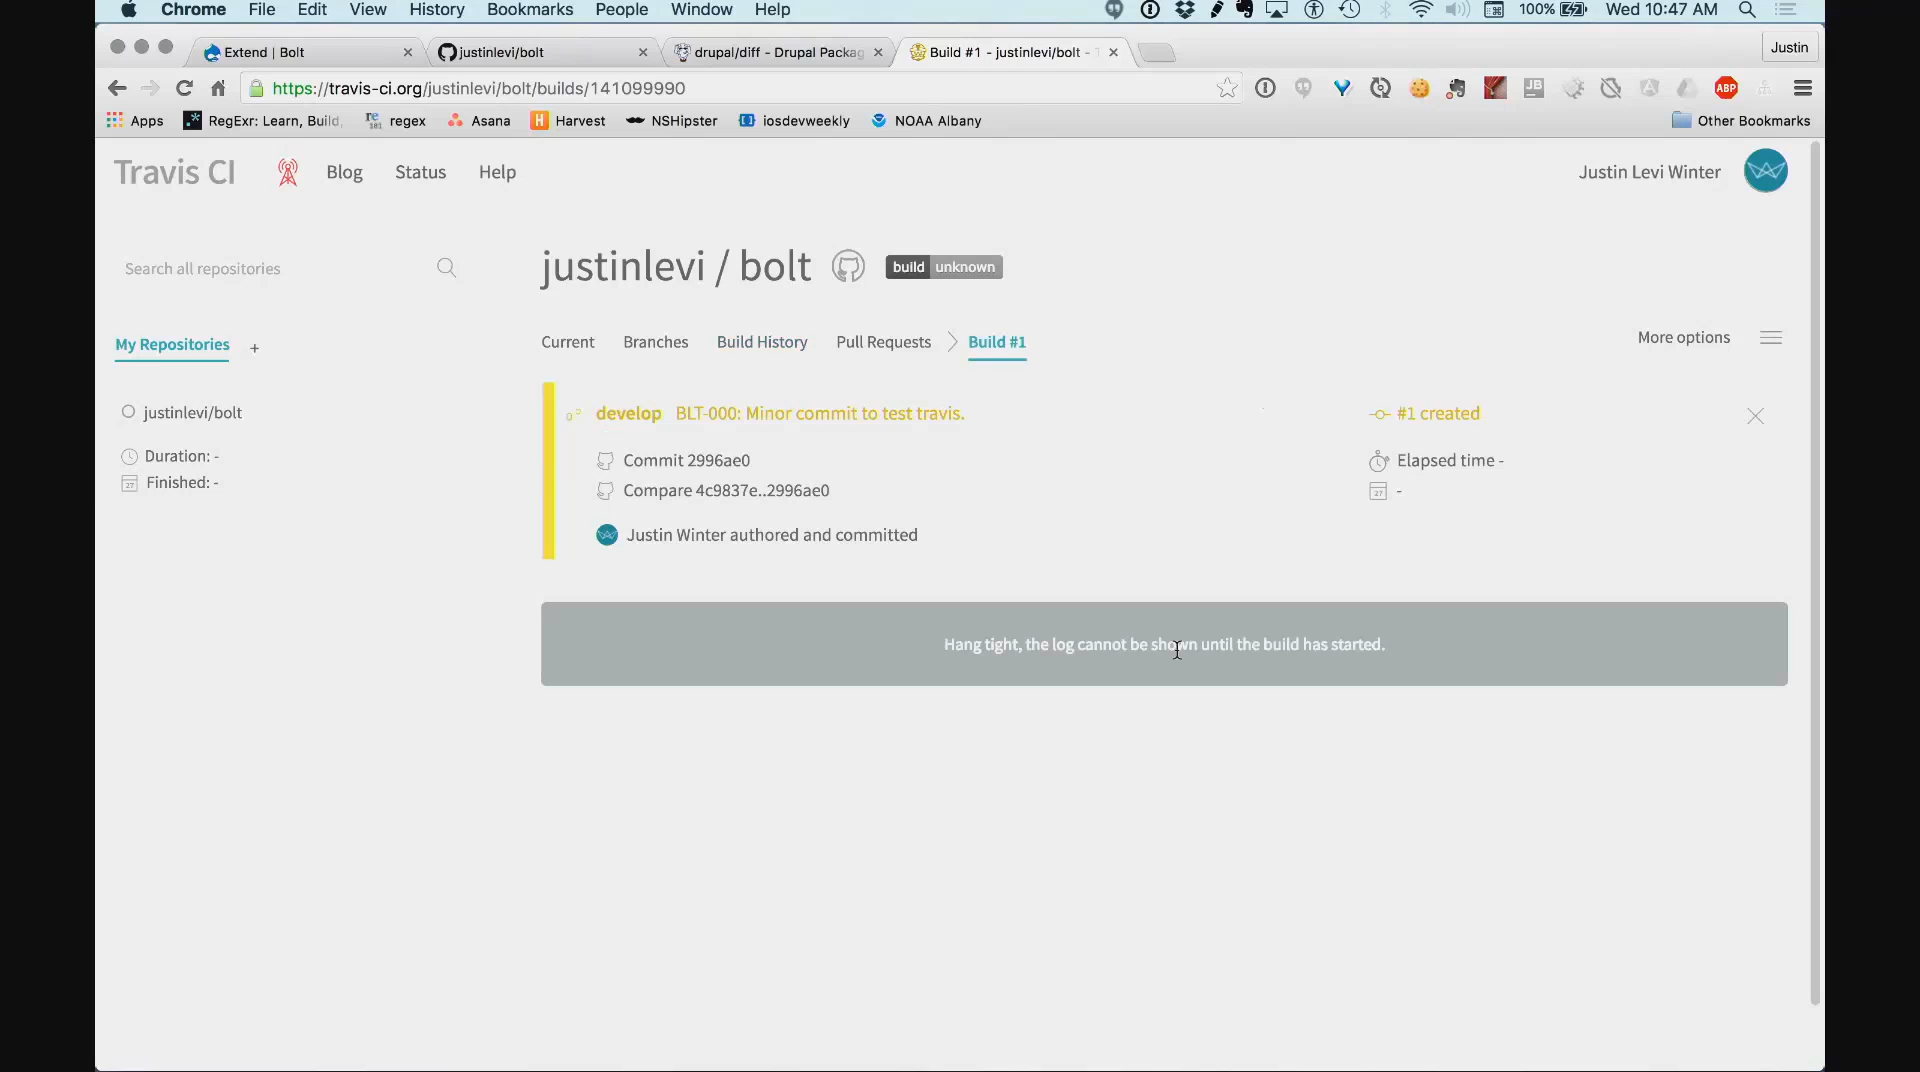 Chrome File Edit View History Bookmarks People Window Help 100% Wed 10:47 AM
Extend | Bolt justinlevi/bolt drupal/diff - Drupal Packag Build #1 - justinlevi/bolt - Justin
https://travis-ci.org/justinlevi/bolt/builds/141099990 ABP
Apps RegExr: Learn, Build, regex Asana Harvest NSHipster iosdevweekly NOAA Albany Other Bookmarks
Travis CI Blog Status Help Justin Levi Winter
Search all repositories
justinlevi / bolt build unknown
My Repositories +
Current Branches Build History Pull Requests Build #1 More options
justinlevi/bolt
Duration: -
Finished: -
develop BLT-000: Minor commit to test travis. #1 created
Commit 2996ae0 Elapsed time -
Compare 4c9837e..2996ae0 -
Justin Winter authored and committed
Hang tight, the log cannot be shown until the build has started.